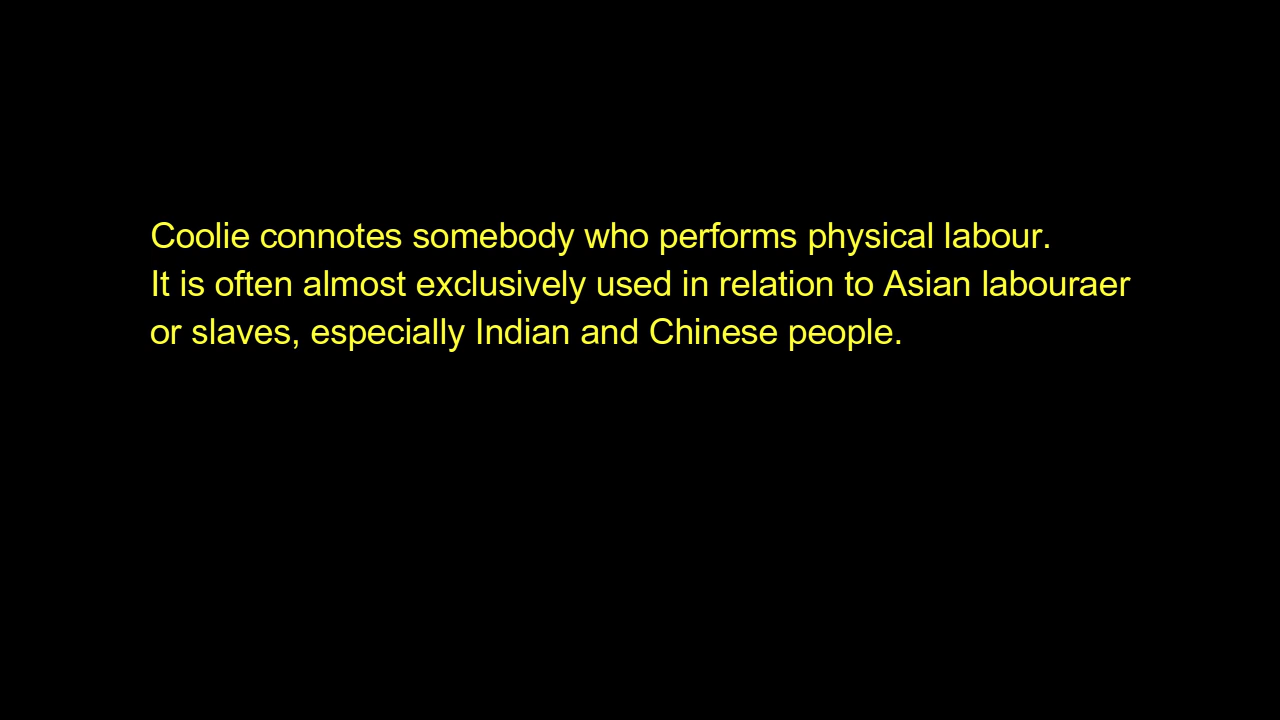 Coolie connotes somebody who performs physical labour.
It is often almost exclusively used in relation to Asian labouraer
or slaves, especially Indian and Chinese people.